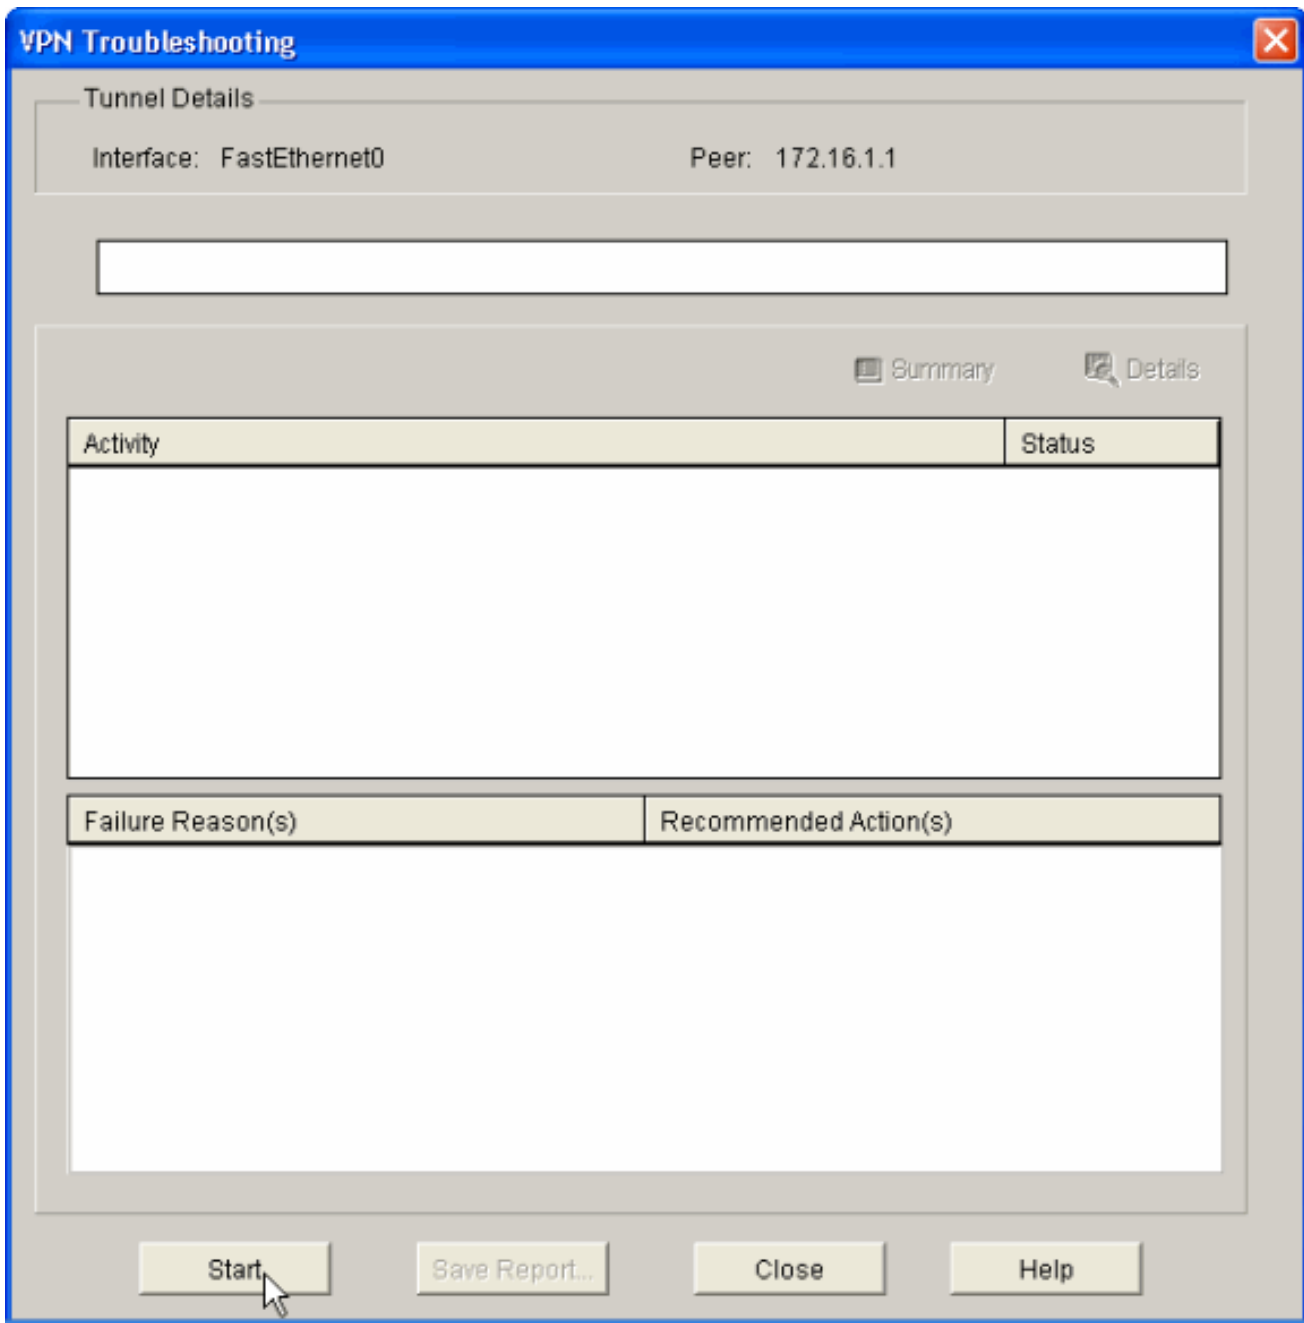 VPN Troubleshooting
Tunnel Details
Interface: FastEthernet0 Peer: 172.16.1.1
Summary Details
Activity Status
Failure Reason(s) Recommended Action(s)
Start Save Report... Close Help